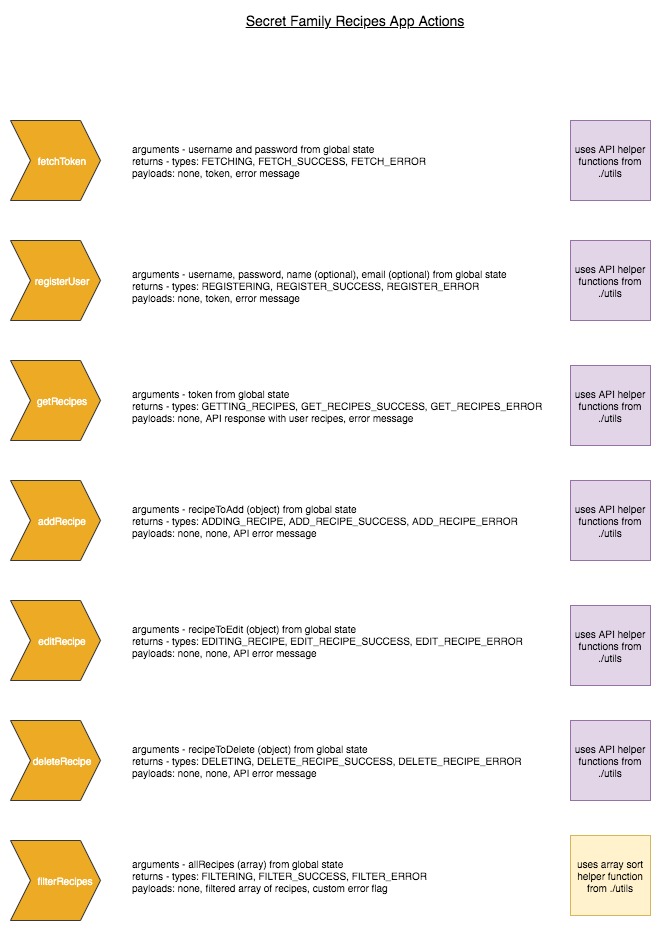 Secret Family Recipes App Actions
fetchToken
arguments - username and password from global state
returns - types: FETCHING, FETCH_SUCCESS, FETCH_ERROR
payloads: none, token, error message
uses API helper
functions from
./utils
registerUser
arguments - username, password, name (optional), email (optional) from global state
returns - types: REGISTERING, REGISTER_SUCCESS, REGISTER_ERROR
payloads: none, token, error message
uses API helper
functions from
./utils
getRecipes
arguments - token from global state
returns - types: GETTING_RECIPES, GET_RECIPES_SUCCESS, GET_RECIPES_ERROR
payloads: none, API response with user recipes, error message
uses API helper
functions from
./utils
addRecipe
arguments - recipeToAdd (object) from global state
returns - types: ADDING_RECIPE, ADD_RECIPE_SUCCESS, ADD_RECIPE_ERROR
payloads: none, none, API error message
uses API helper
functions from
./utils
editRecipe
arguments - recipeToEdit (object) from global state
returns - types: EDITING_RECIPE, EDIT_RECIPE_SUCCESS, EDIT_RECIPE_ERROR
payloads: none, none, API error message
uses API helper
functions from
./utils
deleteRecipe
arguments - recipeToDelete (object) from global state
returns - types: DELETING, DELETE_RECIPE_SUCCESS, DELETE_RECIPE_ERROR
payloads: none, none, API error message
uses API helper
functions from
./utils
filterRecipes
arguments - allRecipes (array) from global state
returns - types: FILTERING, FILTER_SUCCESS, FILTER_ERROR
payloads: none, filtered array of recipes, custom error flag
uses array sort
helper function
from ./utils